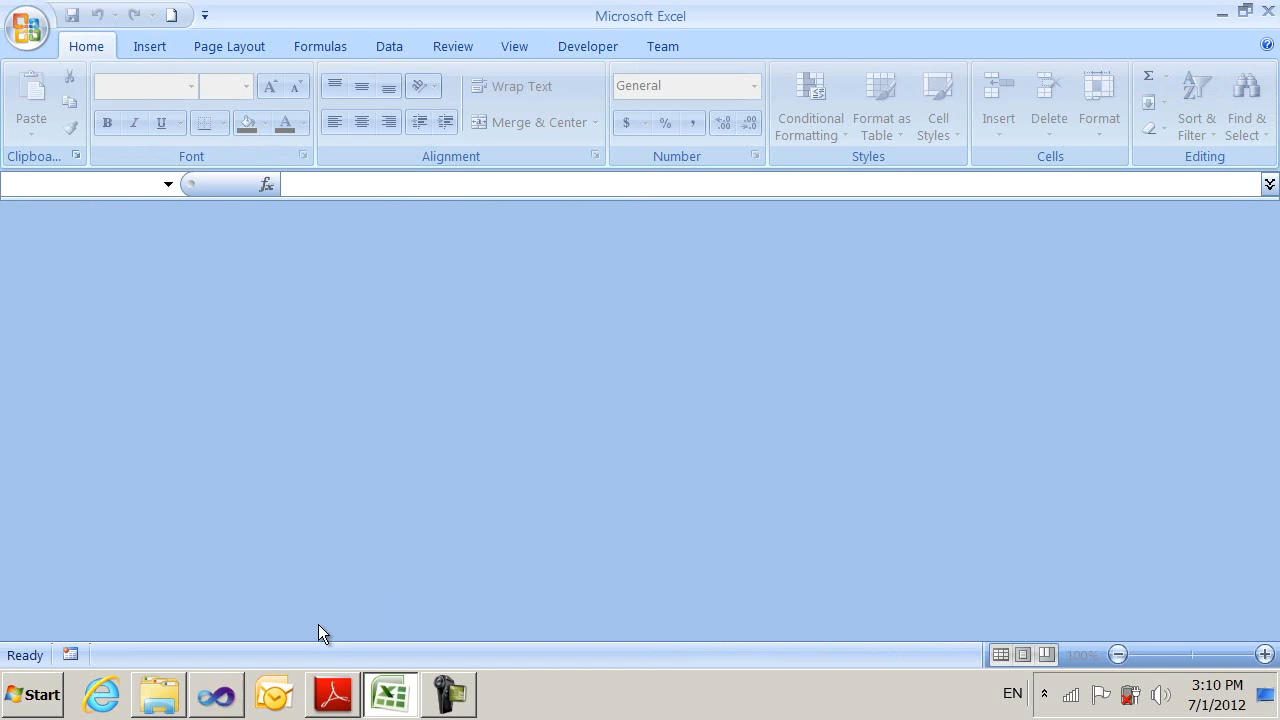 Microsoft Excel
Home Insert Page Layout Formulas Data Review View Developer Team
Paste
Clipboa...
B I U A
Font
Wrap Text
Merge & Center
Alignment
General
$ % ,
Number
Conditional Formatting
Format as Table
Cell Styles
Styles
Insert
Delete
Format
Cells
Σ
Sort & Filter
Find & Select
Editing
fx
Ready
100%
Start
EN
3:10 PM
7/1/2012